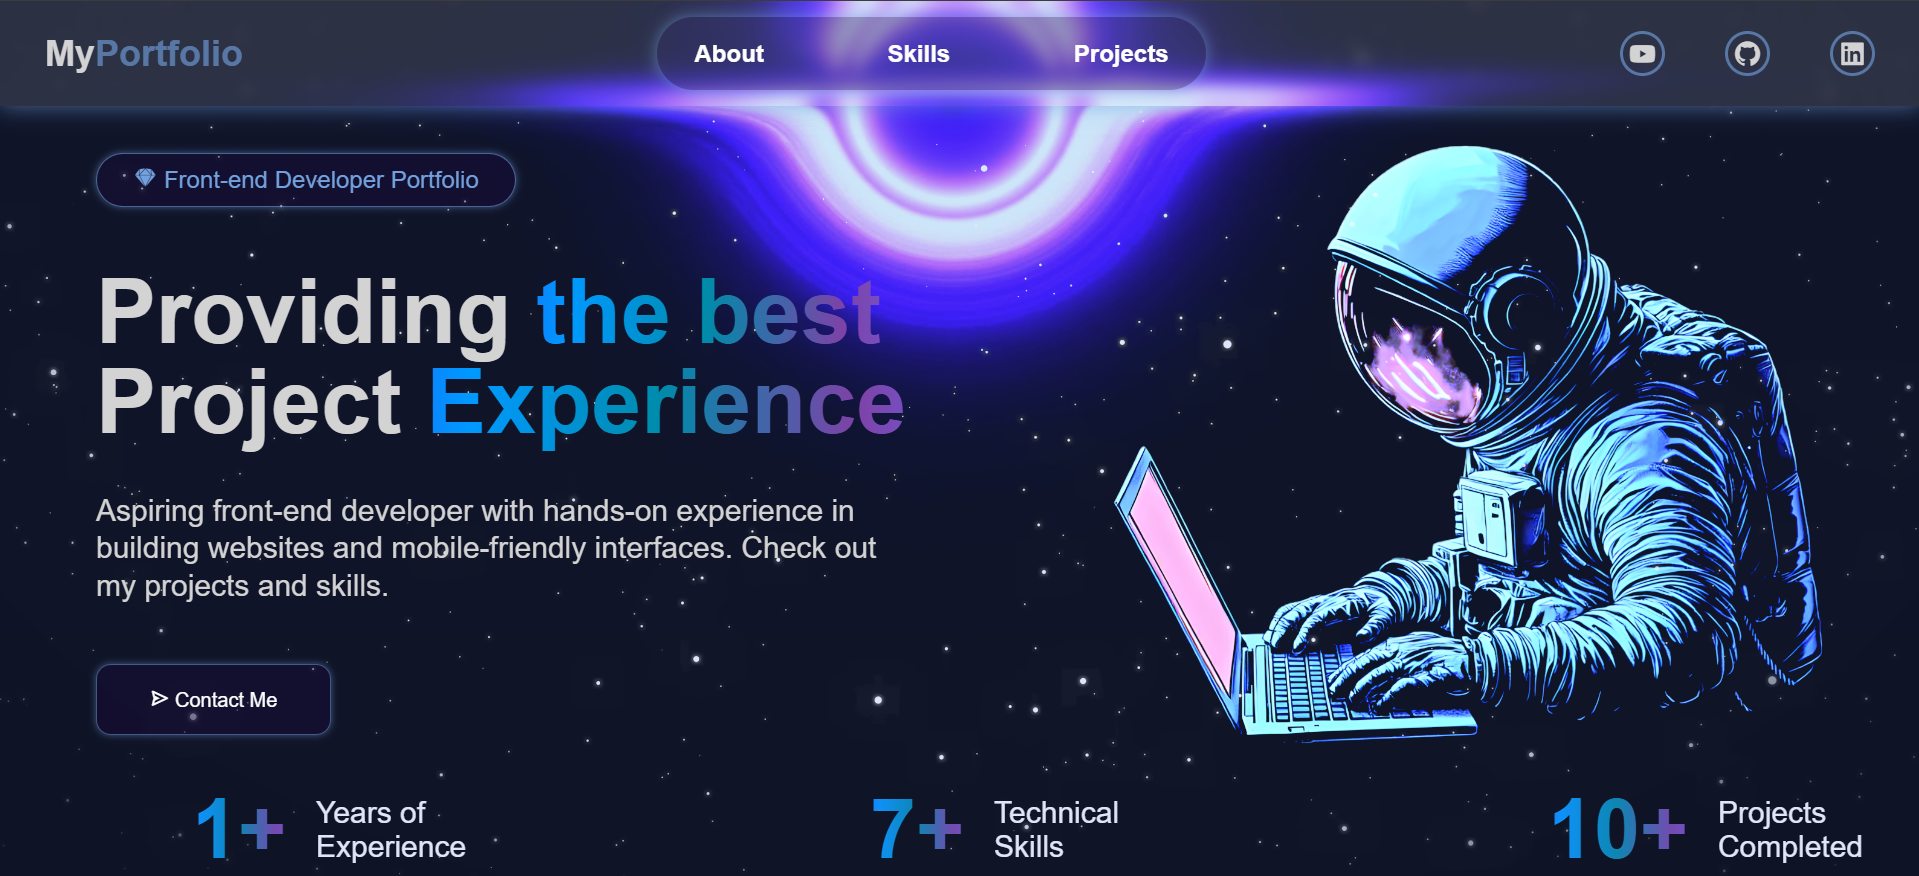 MyPortfolio
About Skills Projects
Front-end Developer Portfolio
Providing the best
Project Experience
Aspiring front-end developer with hands-on experience in
building websites and mobile-friendly interfaces. Check out
my projects and skills.
Contact Me
1+ Years of
Experience
7+ Technical
Skills
10+ Projects
Completed